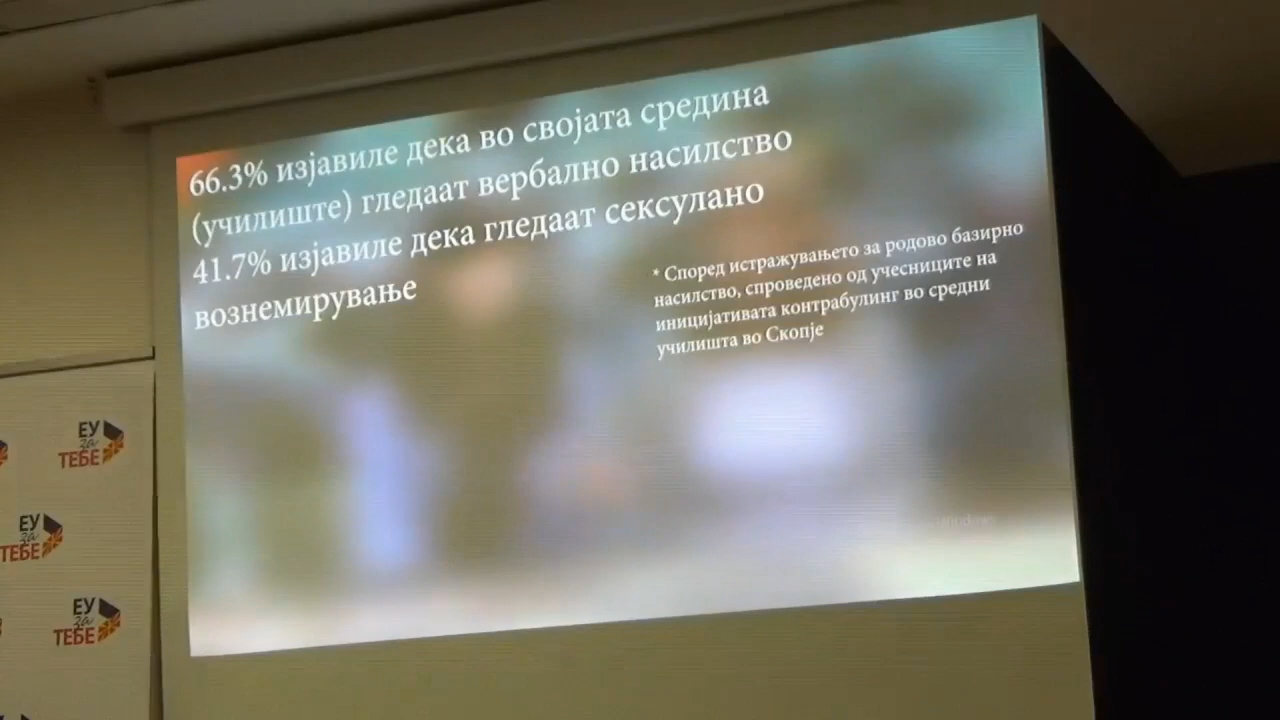 66.3% изјавиле дека во својата средина
(училиште) гледаат вербално насилство
41.7% изјавиле дека гледаат сексулано
вознемирување
* Според истражувањето за родово базирно
насилство, спроведено од учесниците на
иницијативата контрабулинг во средни
училишта во Скопје
ЕУ
за
ТЕБЕ
ЕУ
за
ТЕБЕ
ЕУ
за
ТЕБЕ